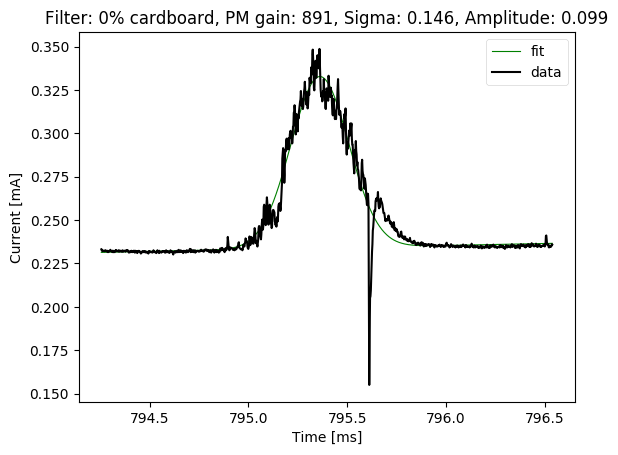 Filter: 0% cardboard, PM gain: 891, Sigma: 0.146, Amplitude: 0.099
fit
data
0.350
0.325
0.300
0.275
0.250
0.225
0.200
0.175
0.150
Current [mA]
794.5
795.0
795.5
796.0
796.5
Time [ms]